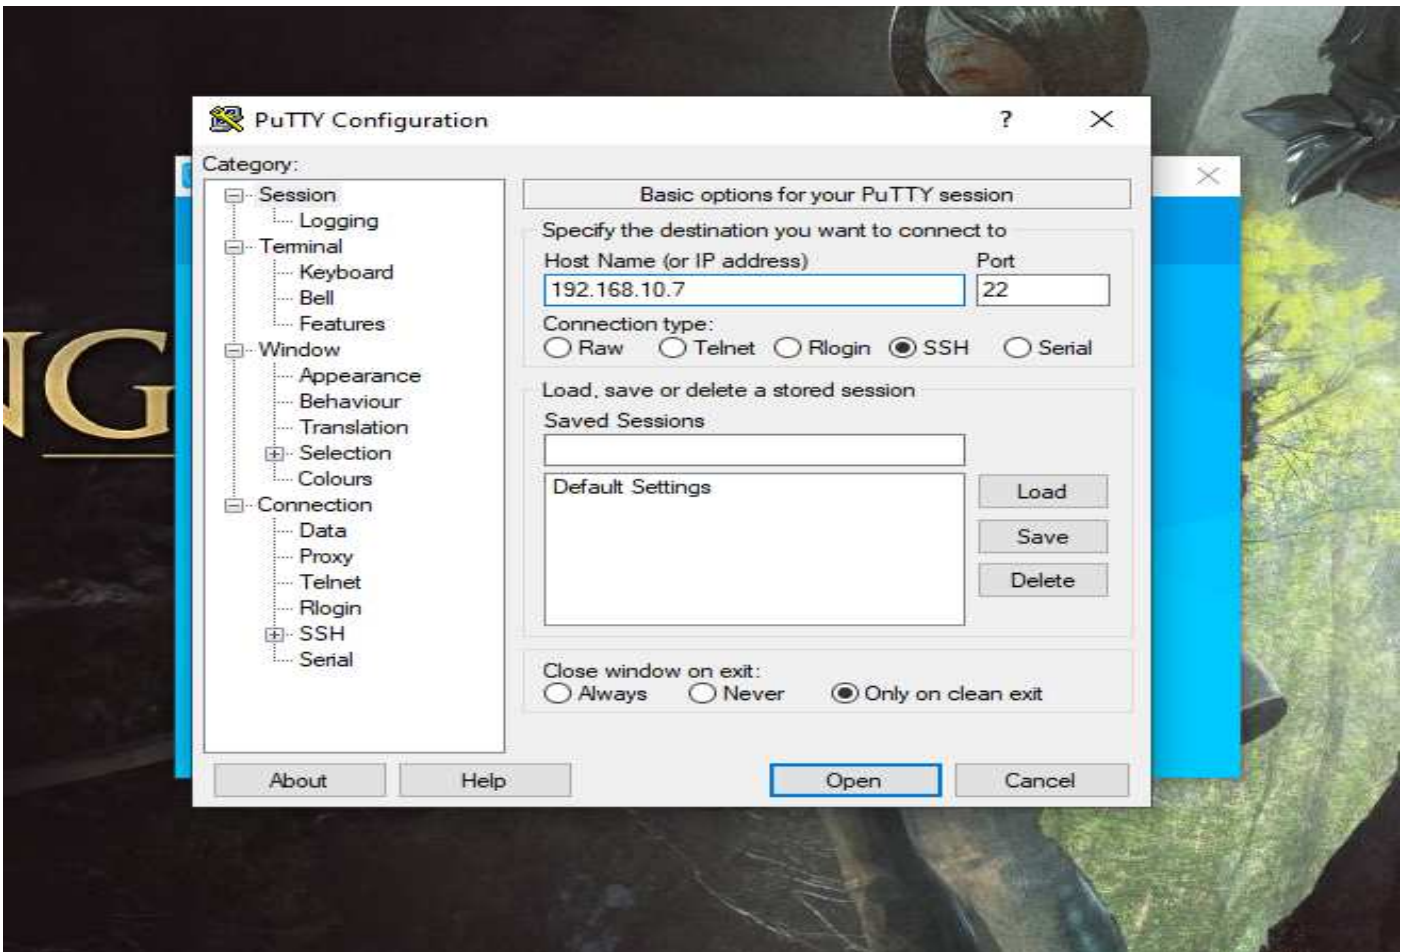 PuTTY Configuration
?
Category:
Session
Logging
Terminal
Keyboard
Bell
Features
Window
Appearance
Behaviour
Translation
Selection
Colours
Connection
Data
Proxy
Telnet
Rlogin
SSH
Serial
Basic options for your PuTTY session
Specify the destination you want to connect to
Host Name (or IP address) Port
192.168.10.7 22
Connection type:
Raw Telnet Rlogin SSH Serial
Load, save or delete a stored session
Saved Sessions
Default Settings
Load
Save
Delete
Close window on exit:
Always Never Only on clean exit
About Help Open Cancel
NG